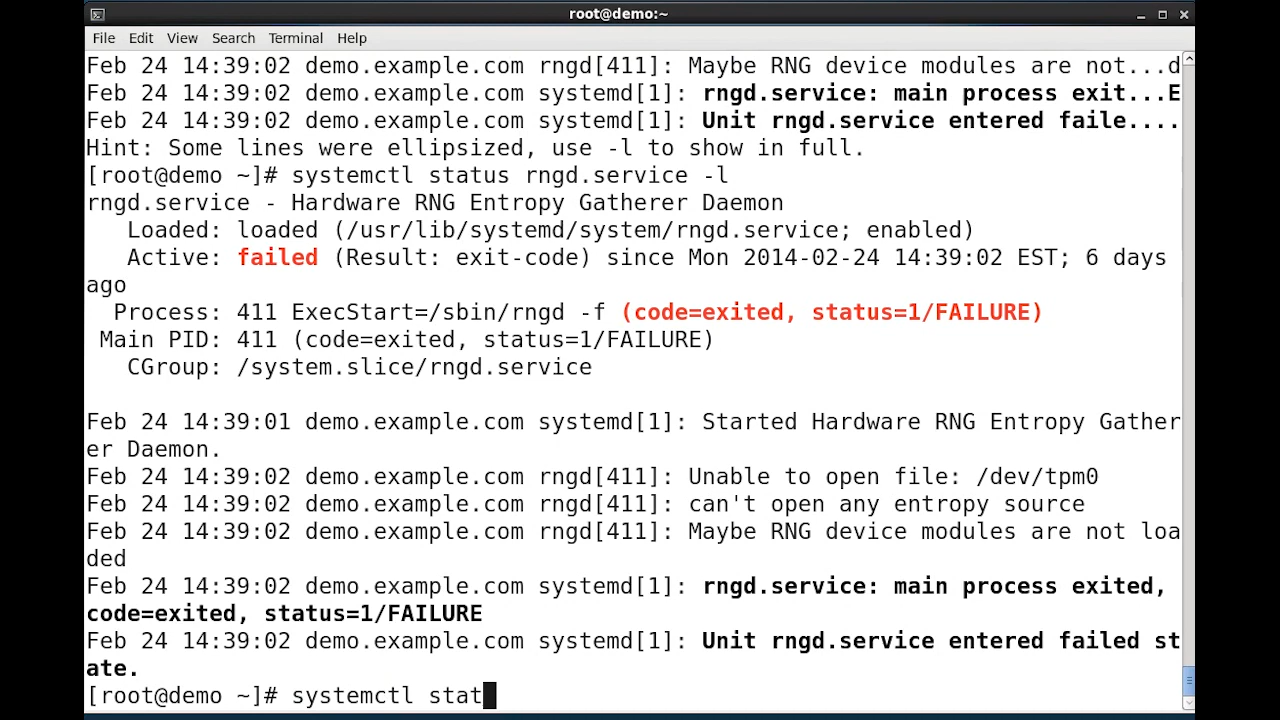 root@demo:~
File Edit View Search Terminal Help
Feb 24 14:39:02 demo.example.com rngd[411]: Maybe RNG device modules are not...d
Feb 24 14:39:02 demo.example.com systemd[1]: rngd.service: main process exit...E
Feb 24 14:39:02 demo.example.com systemd[1]: Unit rngd.service entered faile....
Hint: Some lines were ellipsized, use -l to show in full.
[root@demo ~]# systemctl status rngd.service -l
rngd.service - Hardware RNG Entropy Gatherer Daemon
   Loaded: loaded (/usr/lib/systemd/system/rngd.service; enabled)
   Active: failed (Result: exit-code) since Mon 2014-02-24 14:39:02 EST; 6 days
ago
  Process: 411 ExecStart=/sbin/rngd -f (code=exited, status=1/FAILURE)
 Main PID: 411 (code=exited, status=1/FAILURE)
   CGroup: /system.slice/rngd.service
Feb 24 14:39:01 demo.example.com systemd[1]: Started Hardware RNG Entropy Gather
er Daemon.
Feb 24 14:39:02 demo.example.com rngd[411]: Unable to open file: /dev/tpm0
Feb 24 14:39:02 demo.example.com rngd[411]: can't open any entropy source
Feb 24 14:39:02 demo.example.com rngd[411]: Maybe RNG device modules are not loa
ded
Feb 24 14:39:02 demo.example.com systemd[1]: rngd.service: main process exited,
code=exited, status=1/FAILURE
Feb 24 14:39:02 demo.example.com systemd[1]: Unit rngd.service entered failed st
ate.
[root@demo ~]# systemctl stat